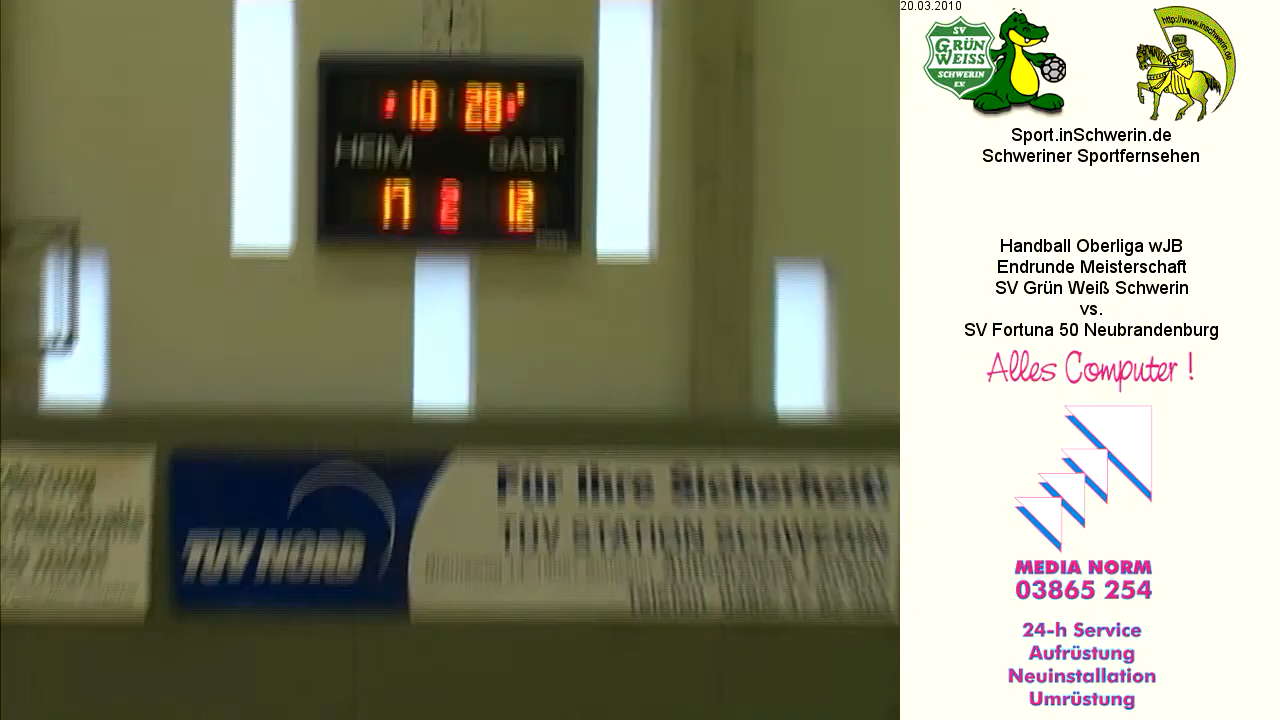 10 28
HEIM GAST
17 2 12
TÜV NORD
Für Ihre Sicherheit
TÜV STATION SCHWERIN
20.03.2010
SV
GRÜN
WEISS
SCHWERIN
E.V.
http://www.inschwerin.de
Sport.inSchwerin.de
Schweriner Sportfernsehen
Handball Oberliga wJB
Endrunde Meisterschaft
SV Grün Weiß Schwerin
vs.
SV Fortuna 50 Neubrandenburg
Alles Computer !
MEDIA NORM
03865 254
24-h Service
Aufrüstung
Neuinstallation
Umrüstung